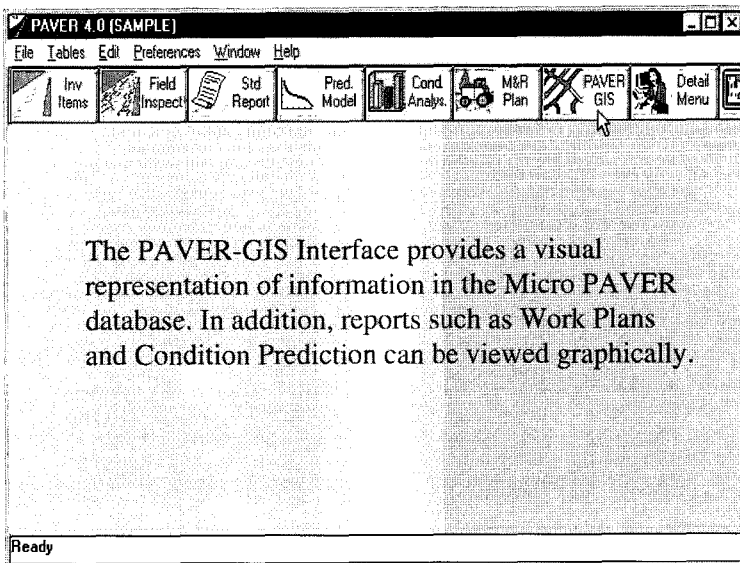 PAVER 4.0 (SAMPLE)
File Tables Edit Preferences Window Help
Inv Items
Field Inspect
Std Report
Pred. Model
Cond. Analys.
M&R Plan
PAVER GIS
Detail Menu
The PAVER-GIS Interface provides a visual
representation of information in the Micro PAVER
database. In addition, reports such as Work Plans
and Condition Prediction can be viewed graphically.
Ready